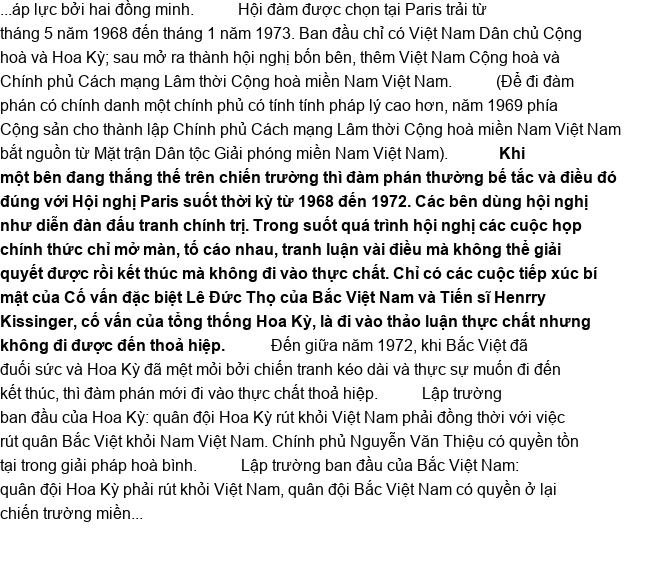 ...áp lực bởi hai đồng minh. Hội đàm được chọn tại Paris trải từ
tháng 5 năm 1968 đến tháng 1 năm 1973. Ban đầu chỉ có Việt Nam Dân chủ Cộng
hoà và Hoa Kỳ; sau mở ra thành hội nghị bốn bên, thêm Việt Nam Cộng hoà và
Chính phủ Cách mạng Lâm thời Cộng hoà miền Nam Việt Nam. (Để đi đàm
phán có chính danh một chính phủ có tính tính pháp lý cao hơn, năm 1969 phía
Cộng sản cho thành lập Chính phủ Cách mạng Lâm thời Cộng hoà miền Nam Việt Nam
bắt nguồn từ Mặt trận Dân tộc Giải phóng miền Nam Việt Nam). Khi
một bên đang thắng thế trên chiến trường thì đàm phán thường bế tắc và điều đó
đúng với Hội nghị Paris suốt thời kỳ từ 1968 đến 1972. Các bên dùng hội nghị
như diễn đàn đấu tranh chính trị. Trong suốt quá trình hội nghị các cuộc họp
chính thức chỉ mở màn, tố cáo nhau, tranh luận vài điều mà không thể giải
quyết được rồi kết thúc mà không đi vào thực chất. Chỉ có các cuộc tiếp xúc bí
mật của Cố vấn đặc biệt Lê Đức Thọ của Bắc Việt Nam và Tiến sĩ Henrry
Kissinger, cố vấn của tổng thống Hoa Kỳ, là đi vào thảo luận thực chất nhưng
không đi được đến thoả hiệp. Đến giữa năm 1972, khi Bắc Việt đã
đuối sức và Hoa Kỳ đã mệt mỏi bởi chiến tranh kéo dài và thực sự muốn đi đến
kết thúc, thì đàm phán mới đi vào thực chất thoả hiệp. Lập trường
ban đầu của Hoa Kỳ: quân đội Hoa Kỳ rút khỏi Việt Nam phải đồng thời với việc
rút quân Bắc Việt khỏi Nam Việt Nam. Chính phủ Nguyễn Văn Thiệu có quyền tồn
tại trong giải pháp hoà bình. Lập trường ban đầu của Bắc Việt Nam:
quân đội Hoa Kỳ phải rút khỏi Việt Nam, quân đội Bắc Việt Nam có quyền ở lại
chiến trường miền...